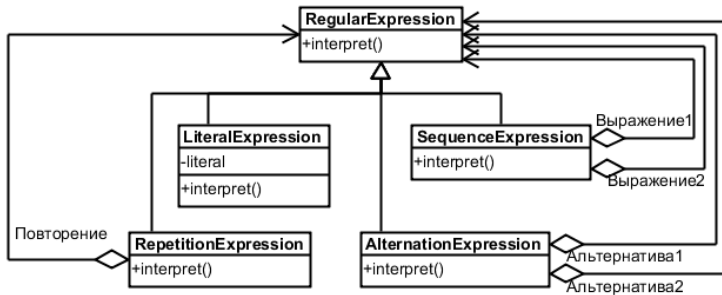 RegularExpression
+interpret()
LiteralExpression
-literal
+interpret()
SequenceExpression
+interpret()
Выражение1
Выражение2
Повторение
RepetitionExpression
+interpret()
AlternationExpression
+interpret()
Альтернатива1
Альтернатива2